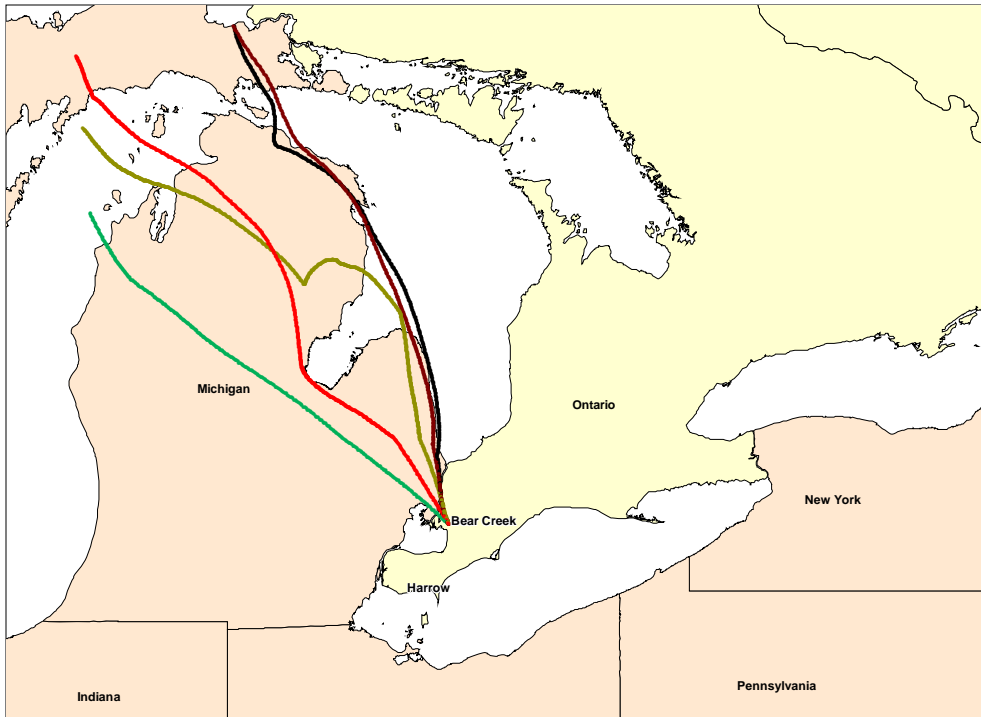 Michigan
Ontario
New York
Bear Creek
Harrow
Pennsylvania
Indiana